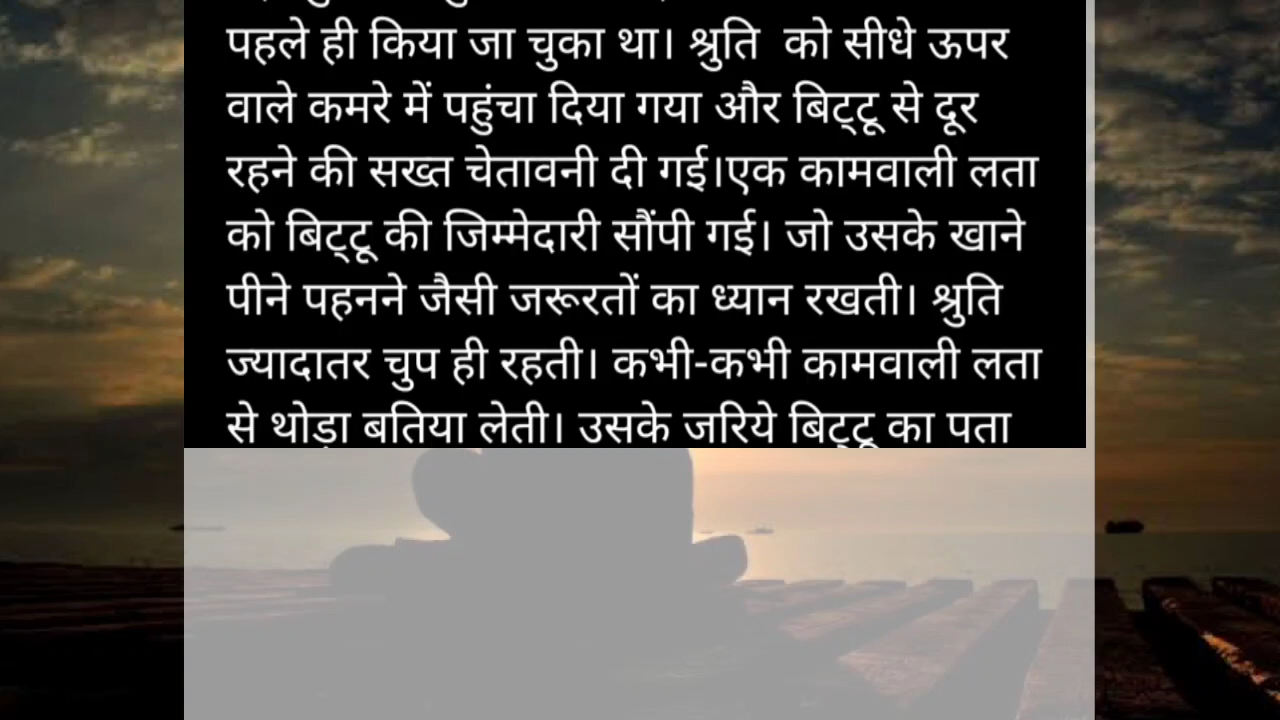 पहले ही किया जा चुका था। श्रुति को सीधे ऊपर
वाले कमरे में पहुंचा दिया गया और बिट्टू से दूर
रहने की सख्त चेतावनी दी गई।एक कामवाली लता
को बिट्टू की जिम्मेदारी सौंपी गई। जो उसके खाने
पीने पहनने जैसी जरूरतों का ध्यान रखती। श्रुति
ज्यादातर चुप ही रहती। कभी-कभी कामवाली लता
से थोड़ा बतिया लेती। उसके जरिये बिट्टू का पता